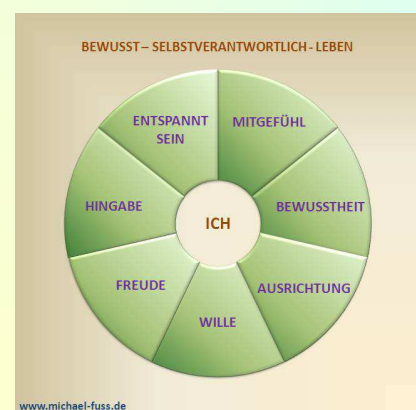 BEWUSST – SELBSTVERANTWORTLICH - LEBEN
ENTSPANNT
SEIN
MITGEFÜHL
HINGABE
BEWUSSTHEIT
ICH
FREUDE
AUSRICHTUNG
WILLE
www.michael-fuss.de